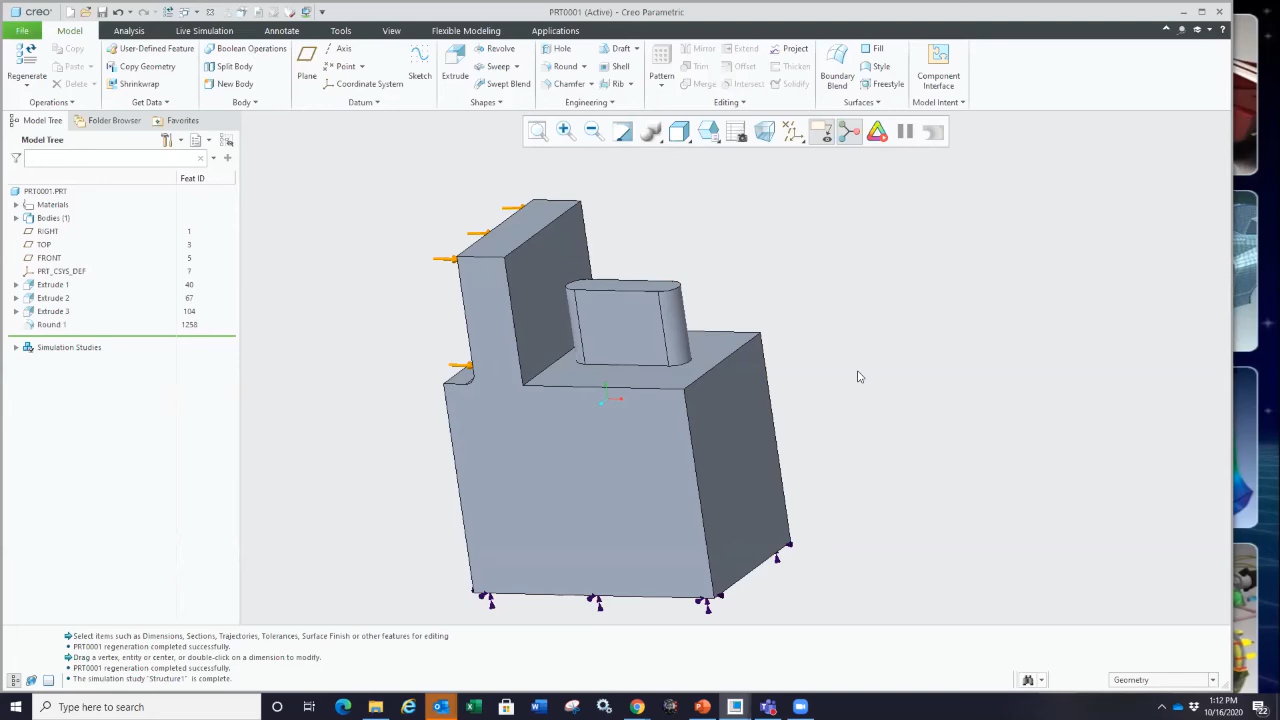 creo
PRT0001 (Active) - Creo Parametric
File
Model
Analysis
Live Simulation
Annotate
Tools
View
Flexible Modeling
Applications
Regenerate
Copy
Paste
Delete
Operations
User-Defined Feature
Copy Geometry
Shrinkwrap
Get Data
Boolean Operations
Split Body
New Body
Body
Plane
Axis
Point
Coordinate System
Sketch
Datum
Extrude
Revolve
Sweep
Swept Blend
Shapes
Hole
Round
Chamfer
Draft
Shell
Rib
Engineering
Pattern
Mirror
Trim
Merge
Extend
Offset
Intersect
Project
Thicken
Solidify
Editing
Boundary
Blend
Fill
Style
Freestyle
Surfaces
Component
Interface
Model Intent
Model Tree
Folder Browser
Favorites
Model Tree
Feat ID
PRT0001.PRT
Materials
Bodies (1)
RIGHT 1
TOP 3
FRONT 5
PRT_CSYS_DEF 7
Extrude 1 40
Extrude 2 67
Extrude 3 104
Round 1 1258
Simulation Studies
Select items such as Dimensions, Sections, Trajectories, Tolerances, Surface Finish or other features for editing
• PRT0001 regeneration completed successfully.
Drag a vertex, entity or center, or double-click on a dimension to modify.
• PRT0001 regeneration completed successfully.
• The simulation study "Structure1" is complete.
Geometry
Type here to search
1:12 PM
10/16/2020
22